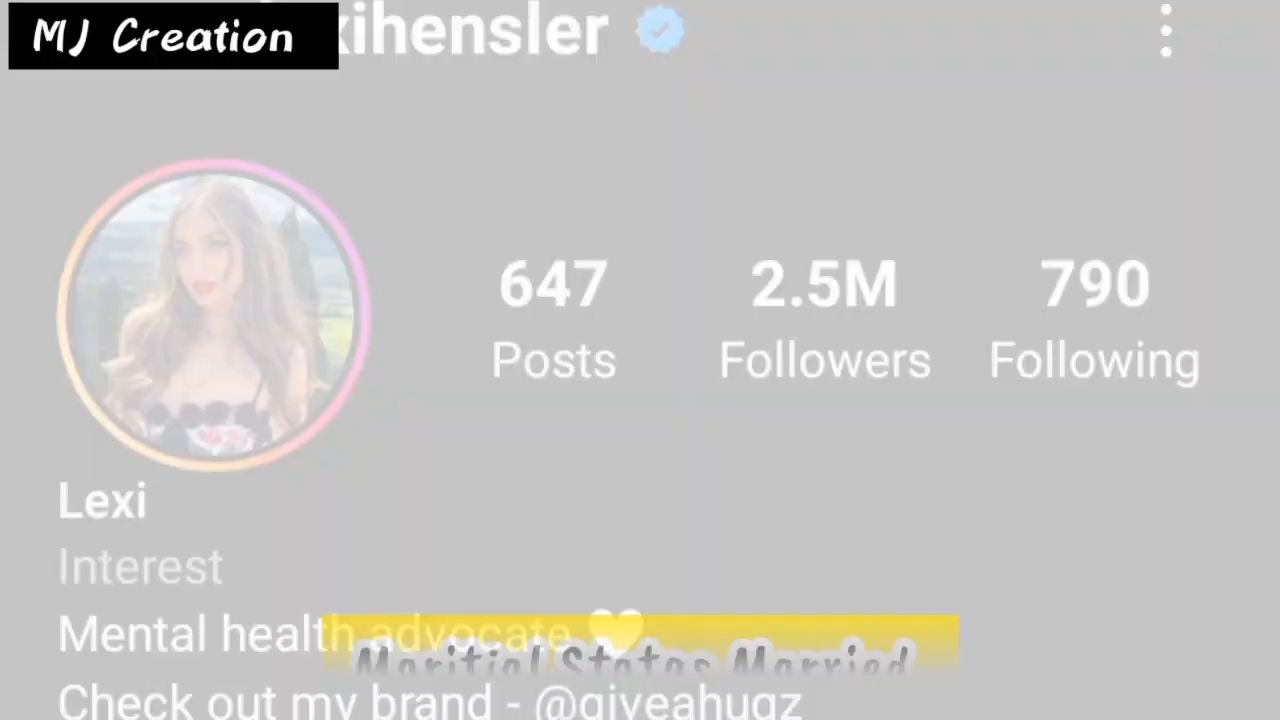 MJ Creation
xihensler
647 2.5M 790
Posts Followers Following
Lexi
Interest
Mental health advocate 💛
Maritial States Married
Check out my brand - @giveahugz